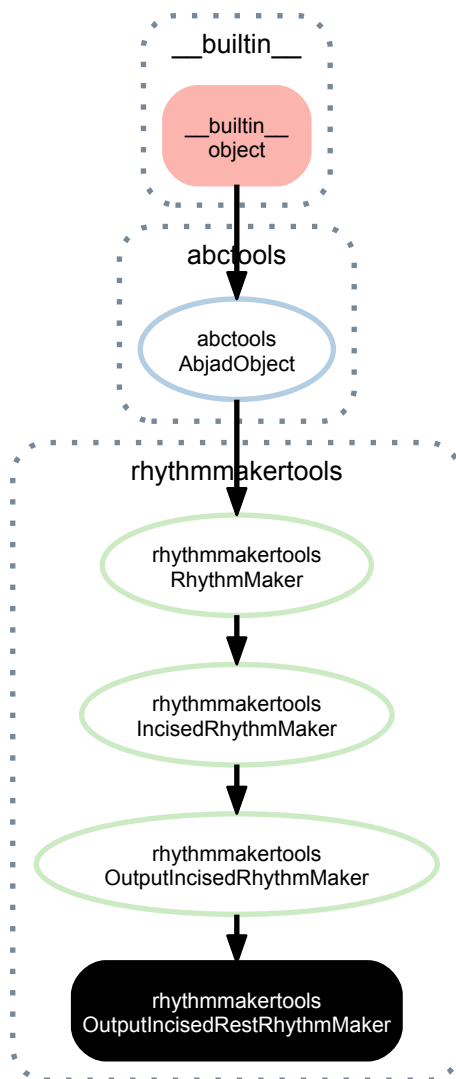 __builtin__
__builtin__
object
abctools
abctools
AbjadObject
rhythmmakertools
rhythmmakertools
RhythmMaker
rhythmmakertools
IncisedRhythmMaker
rhythmmakertools
OutputIncisedRhythmMaker
rhythmmakertools
OutputIncisedRestRhythmMaker